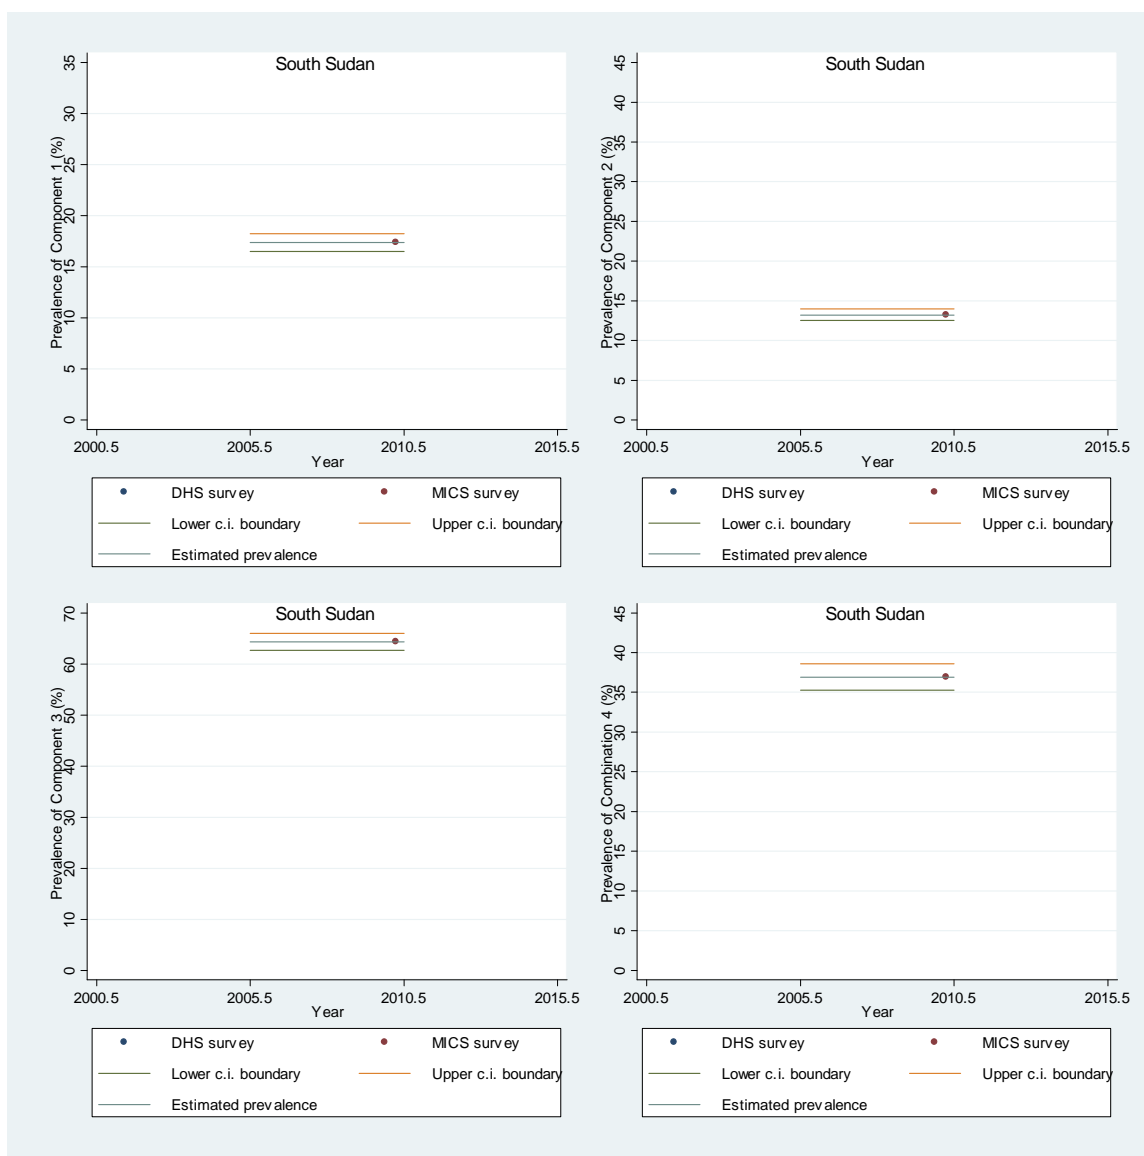 South Sudan
Prevalence of Component 1 (%)
35
30
25
20
15
10
5
0
2000.5 2005.5 2010.5 2015.5
Year
DHS survey MICS survey
Lower c.i. boundary Upper c.i. boundary
Estimated prevalence
South Sudan
Prevalence of Component 2 (%)
45
40
35
30
25
20
15
10
5
0
2000.5 2005.5 2010.5 2015.5
Year
DHS survey MICS survey
Lower c.i. boundary Upper c.i. boundary
Estimated prevalence
South Sudan
Prevalence of Component 3 (%)
70
60
50
40
30
20
10
0
2000.5 2005.5 2010.5 2015.5
Year
DHS survey MICS survey
Lower c.i. boundary Upper c.i. boundary
Estimated prevalence
South Sudan
Prevalence of Combination 4 (%)
45
40
35
30
25
20
15
10
5
0
2000.5 2005.5 2010.5 2015.5
Year
DHS survey MICS survey
Lower c.i. boundary Upper c.i. boundary
Estimated prevalence